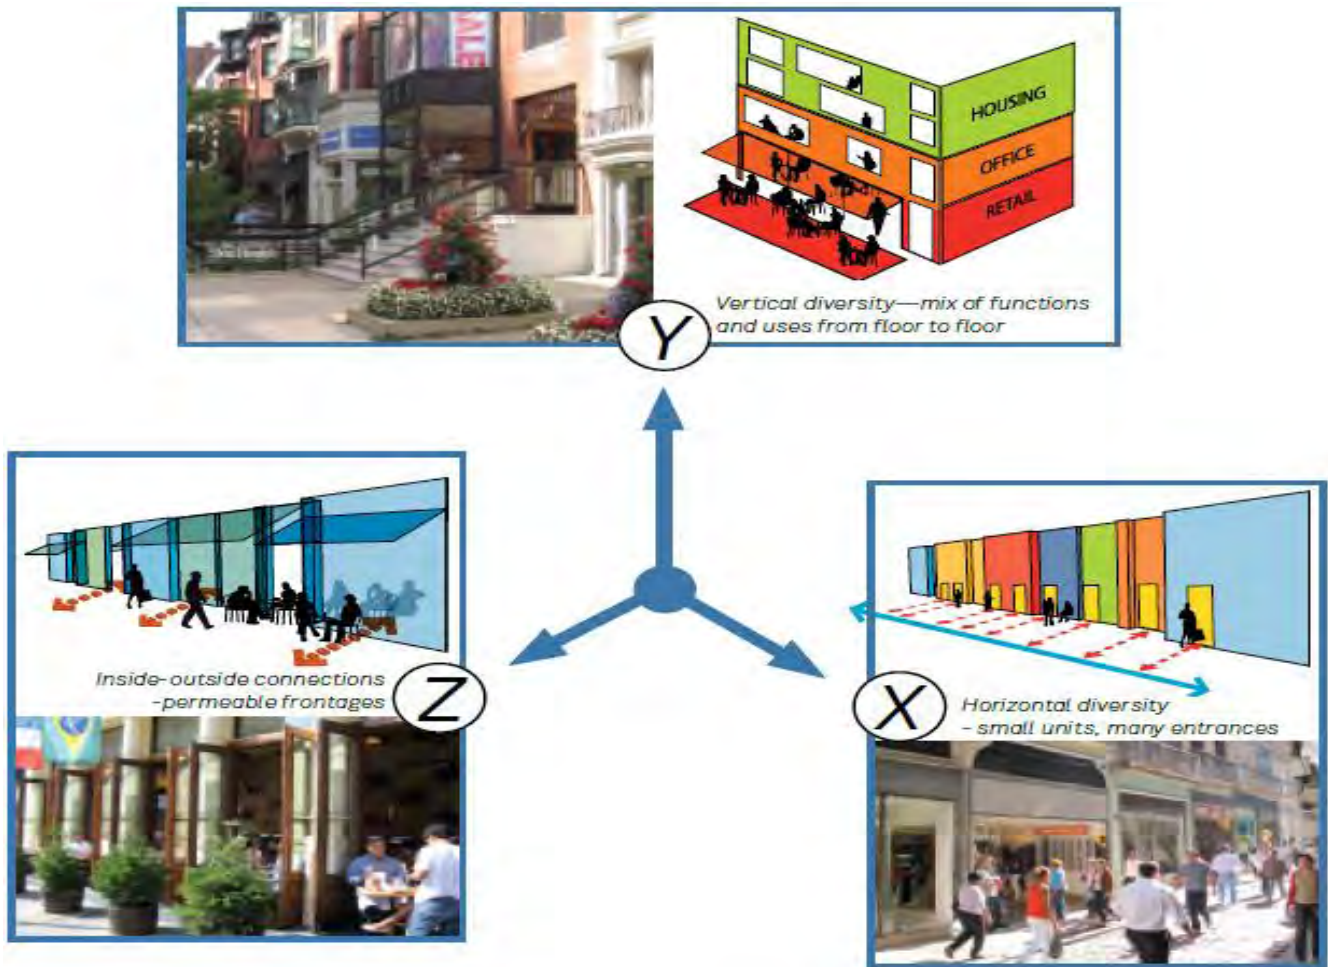 SALE
HOUSING
OFFICE
RETAIL
Vertical diversity—mix of functions
and uses from floor to floor
Y
Inside-outside connections
-permeable frontages
Z
X
Horizontal diversity
- small units, many entrances